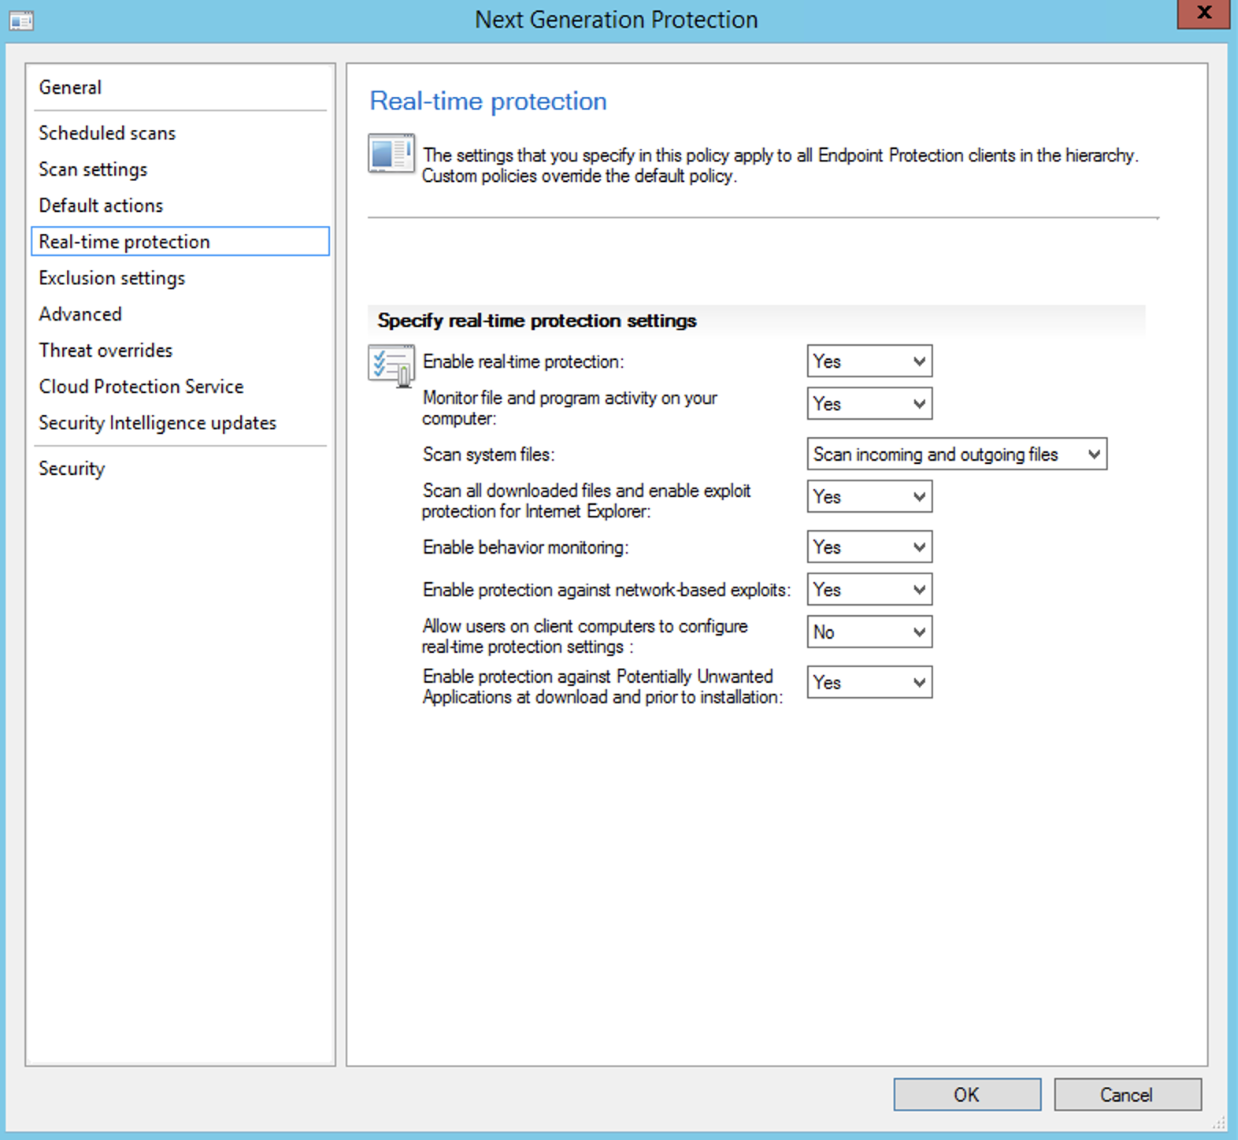 Next Generation Protection
X
General
Scheduled scans
Scan settings
Default actions
Real-time protection
Exclusion settings
Advanced
Threat overrides
Cloud Protection Service
Security Intelligence updates
Security
Real-time protection
The settings that you specify in this policy apply to all Endpoint Protection clients in the hierarchy.
Custom policies override the default policy.
Specify real-time protection settings
Enable real-time protection: Yes
Monitor file and program activity on your
computer: Yes
Scan system files: Scan incoming and outgoing files
Scan all downloaded files and enable exploit
protection for Internet Explorer: Yes
Enable behavior monitoring: Yes
Enable protection against network-based exploits: Yes
Allow users on client computers to configure
real-time protection settings : No
Enable protection against Potentially Unwanted
Applications at download and prior to installation: Yes
OK Cancel